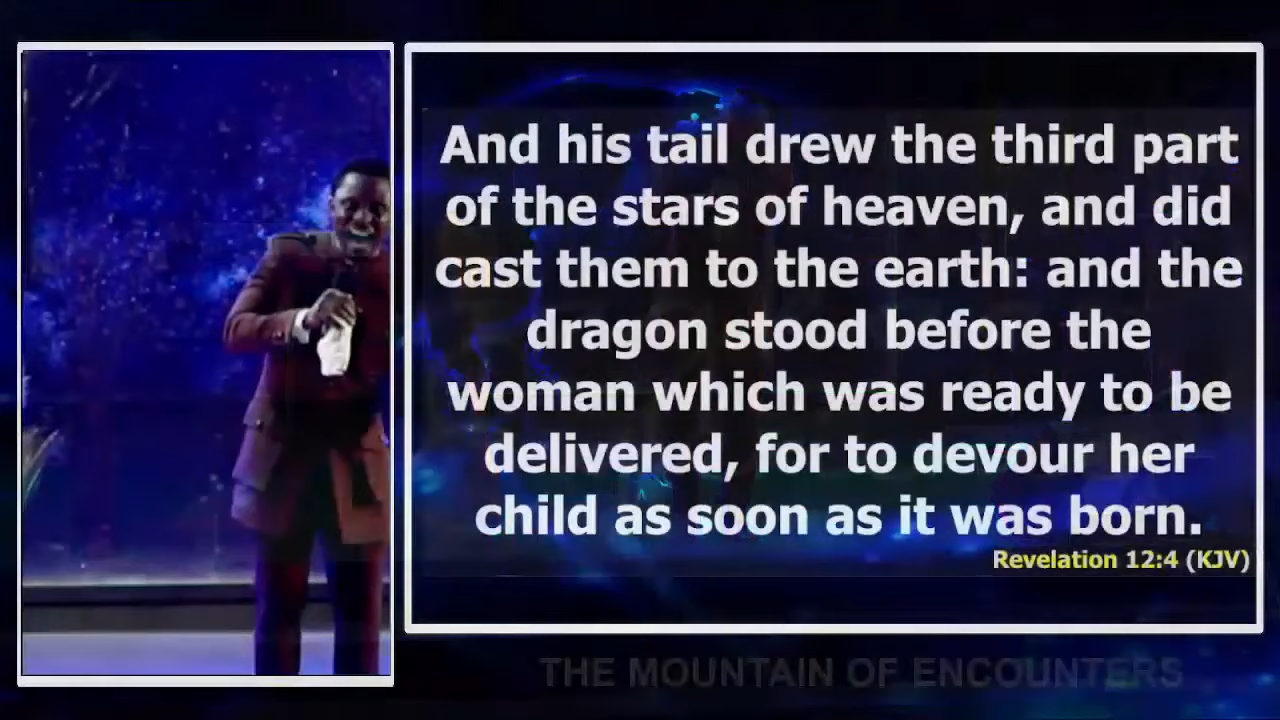 And his tail drew the third part
of the stars of heaven, and did
cast them to the earth: and the
dragon stood before the
woman which was ready to be
delivered, for to devour her
child as soon as it was born.
Revelation 12:4 (KJV)
THE MOUNTAIN OF ENCOUNTERS